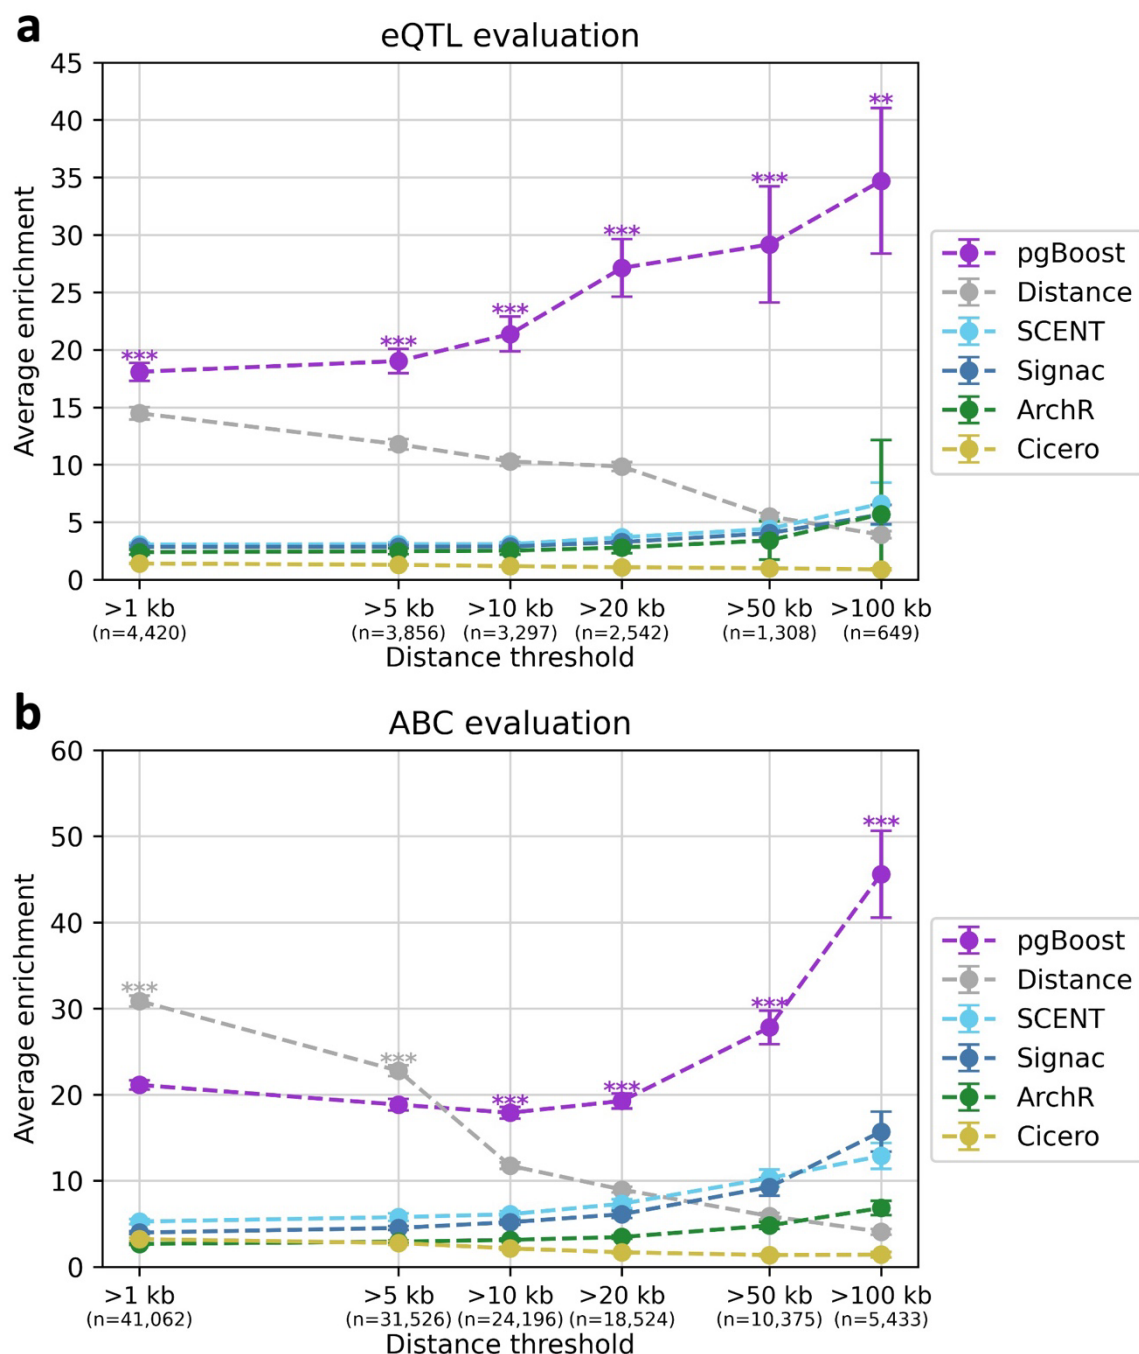 a
eQTL evaluation
45
40
35
30
25
20
15
10
5
0
Average enrichment
***
***
***
***
***
**
>1 kb
(n=4,420)
>5 kb
(n=3,856)
>10 kb
(n=3,297)
>20 kb
(n=2,542)
>50 kb
(n=1,308)
>100 kb
(n=649)
Distance threshold
pgBoost
Distance
SCENT
Signac
ArchR
Cicero
b
ABC evaluation
60
50
40
30
20
10
0
Average enrichment
***
***
***
***
***
***
>1 kb
(n=41,062)
>5 kb
(n=31,526)
>10 kb
(n=24,196)
>20 kb
(n=18,524)
>50 kb
(n=10,375)
>100 kb
(n=5,433)
Distance threshold
pgBoost
Distance
SCENT
Signac
ArchR
Cicero